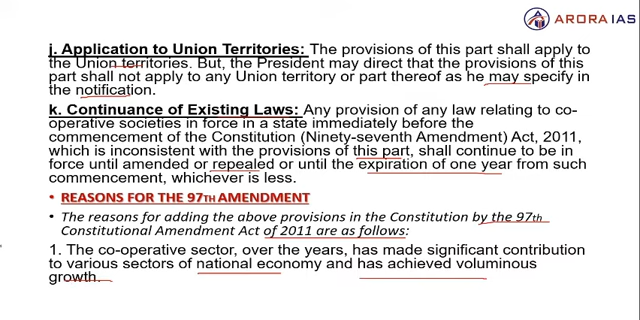 ARORA IAS
j. Application to Union Territories: The provisions of this part shall apply to
the Union territories. But, the President may direct that the provisions of this
part shall not apply to any Union territory or part thereof as he may specify in
the notification.
k. Continuance of Existing Laws: Any provision of any law relating to co-
operative societies in force in a state immediately before the
commencement of the Constitution (Ninety-seventh Amendment) Act, 2011,
which is inconsistent with the provisions of this part, shall continue to be in
force until amended or repealed or until the expiration of one year from such
commencement, whichever is less.
• REASONS FOR THE 97TH AMENDMENT
• The reasons for adding the above provisions in the Constitution by the 97th
Constitutional Amendment Act of 2011 are as follows:
1. The co-operative sector, over the years, has made significant contribution
to various sectors of national economy and has achieved voluminous
growth.